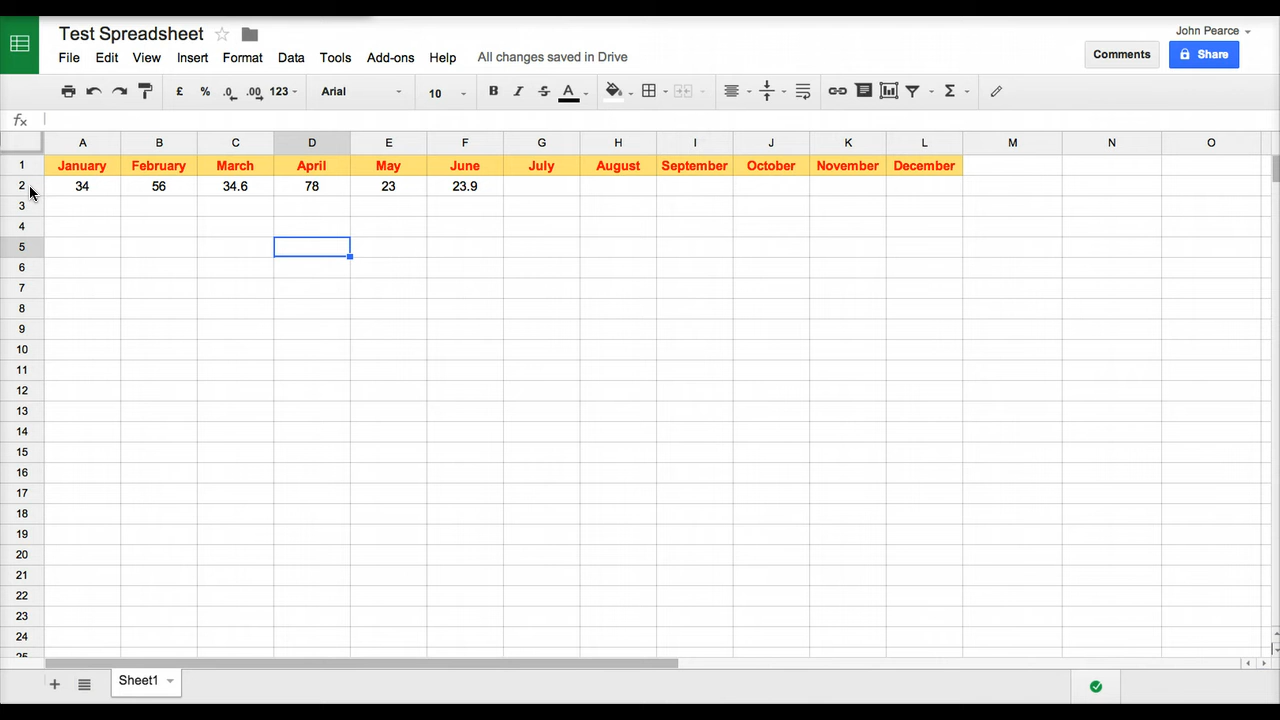 Test Spreadsheet
John Pearce
File Edit View Insert Format Data Tools Add-ons Help All changes saved in Drive
Comments Share
£ % .0 .00 123 Arial 10 B I S A Σ
fx
A B C D E F G H I J K L M N O
1 January February March April May June July August September October November December
2 34 56 34.6 78 23 23.9
3
4
5
6
7
8
9
10
11
12
13
14
15
16
17
18
19
20
21
22
23
24
25
Sheet1